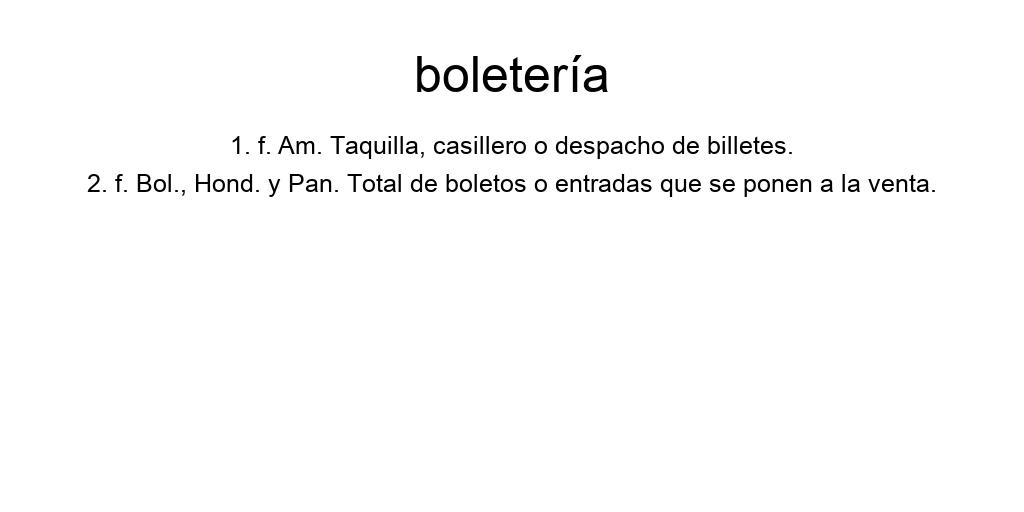 boletería
1. f. Am. Taquilla, casillero o despacho de billetes.
2. f. Bol., Hond. y Pan. Total de boletos o entradas que se ponen a la venta.